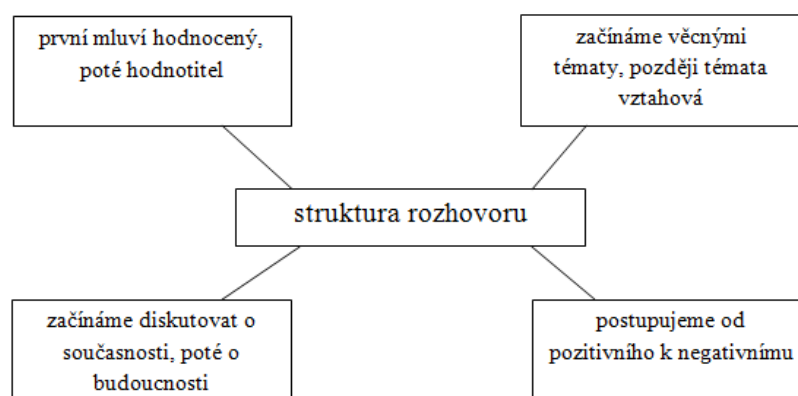 první mluví hodnocený,
poté hodnotitel
začínáme věcnými
tématy, později témata
vztahová
struktura rozhovoru
začínáme diskutovat o
současnosti, poté o
budoucnosti
postupujeme od
pozitivního k negativnímu